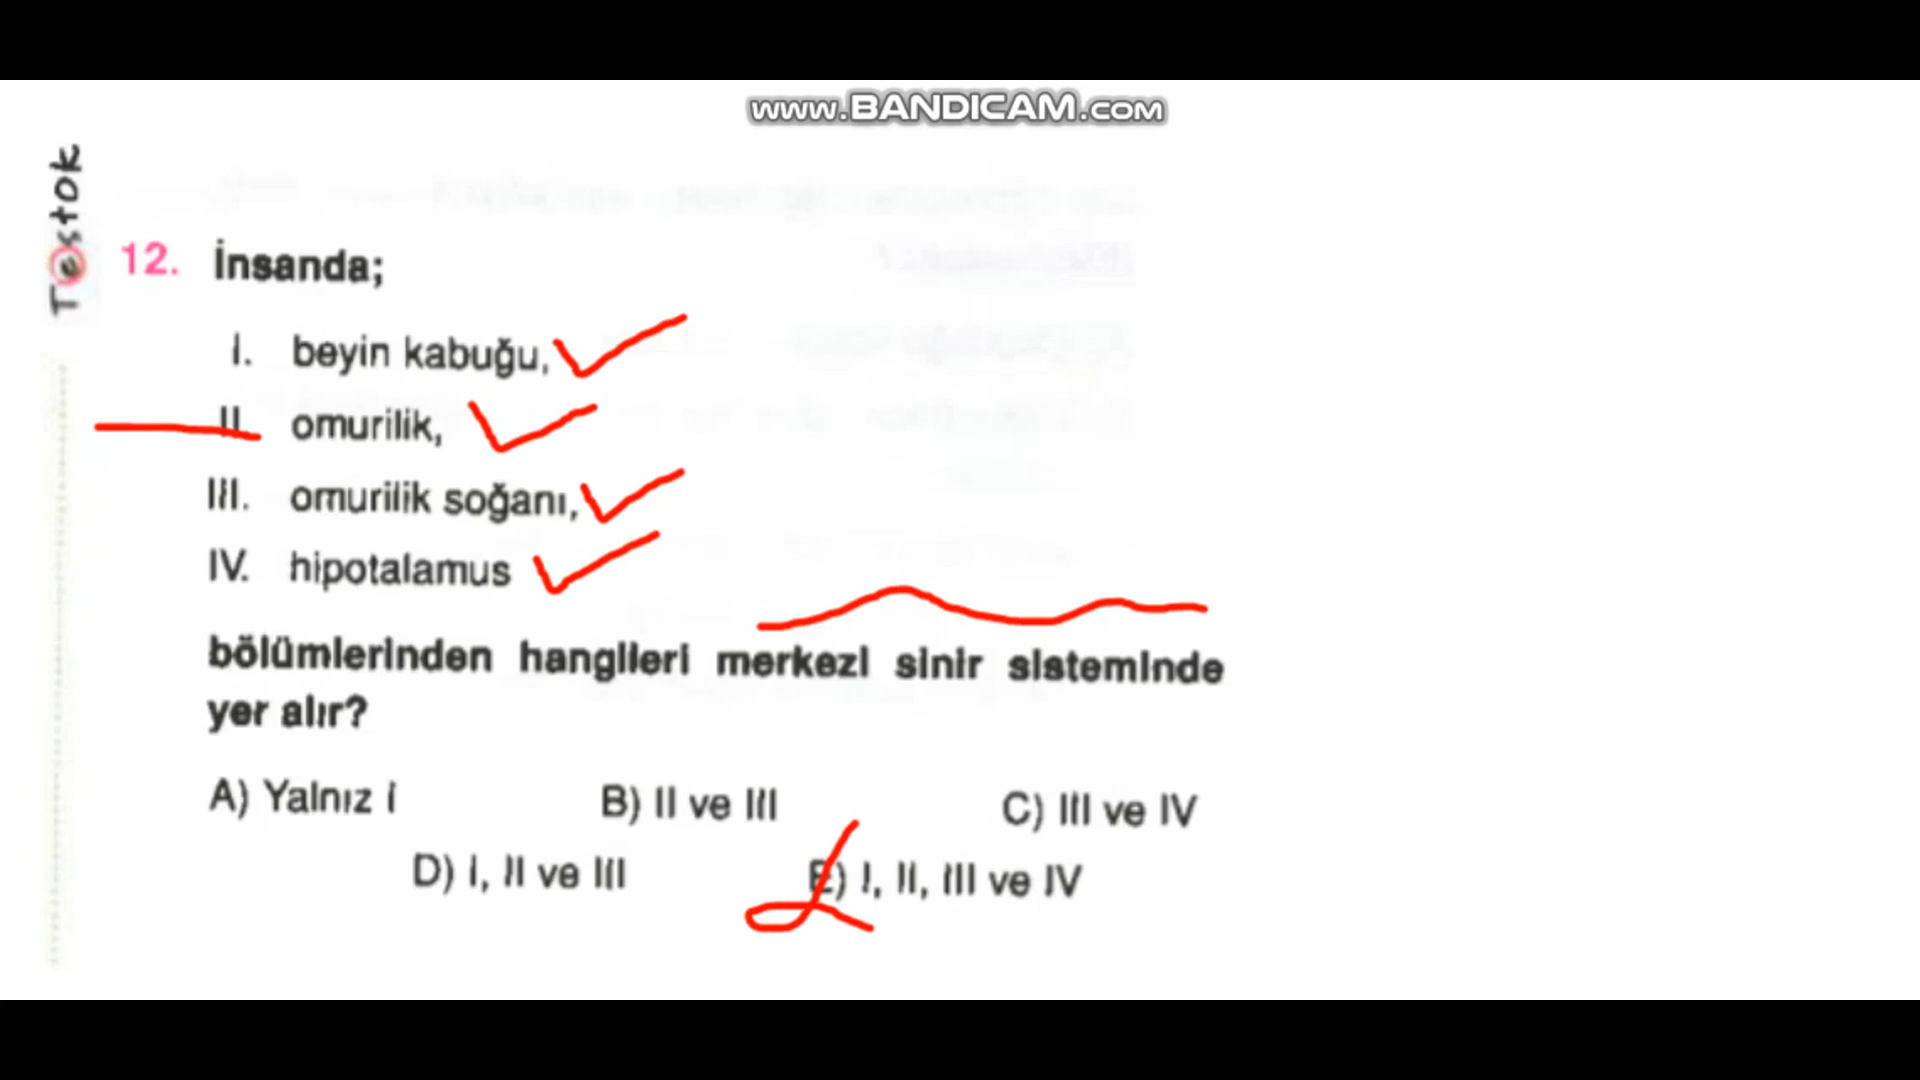 www.BANDICAM.com
Testok
12. İnsanda;
I. beyin kabuğu,
II. omurilik,
III. omurilik soğanı,
IV. hipotalamus
bölümlerinden hangileri merkezi sinir sisteminde
yer alır?
A) Yalnız I
B) II ve III
C) III ve IV
D) I, II ve III
E) I, II, III ve IV